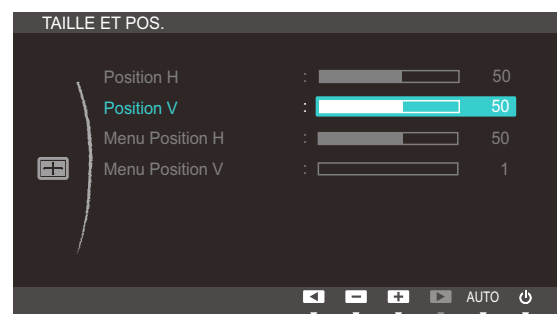 TAILLE ET POS.
Position H : 50
Position V : 50
Menu Position H : 50
Menu Position V : 1
AUTO